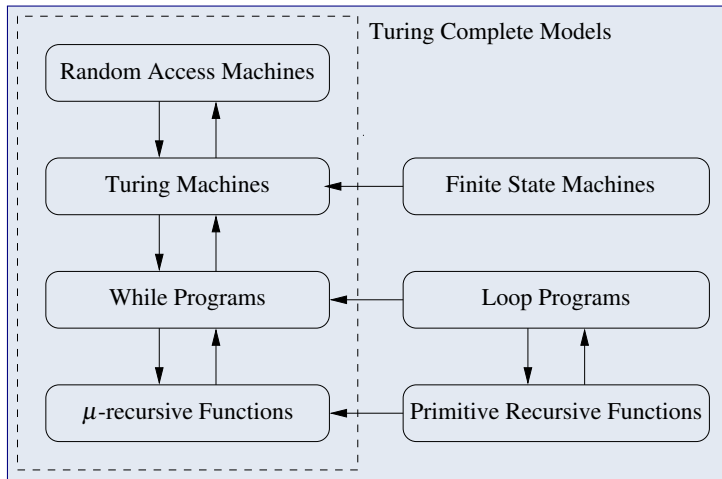 Turing Complete Models
Random Access Machines
Turing Machines
Finite State Machines
While Programs
Loop Programs
μ-recursive Functions
Primitive Recursive Functions